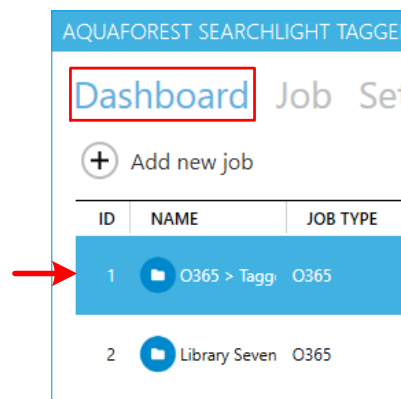 AQUAFOREST SEARCHLIGHT TAGGE
Dashboard Job Se
Add new job
ID NAME JOB TYPE
1 O365 > Tagg O365
2 Library Seven O365